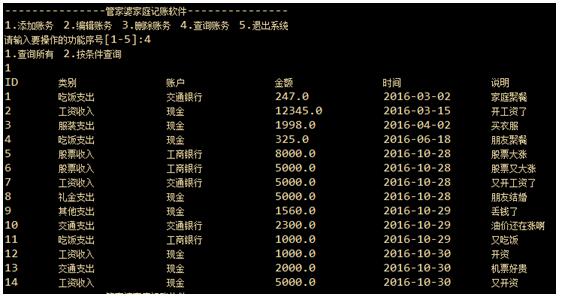 ---------------管家婆家庭记账软件---------------
1.添加账务 2.编辑账务 3.删除账务 4.查询账务 5.退出系统
请输入要操作的功能序号[1-5]:4
1.查询所有 2.按条件查询
1
ID 类别 账户 金额 时间 说明
1 吃饭支出 交通银行 247.0 2016-03-02 家庭聚餐
2 工资收入 现金 12345.0 2016-03-15 开工资了
3 服装支出 现金 1998.0 2016-04-02 买衣服
4 吃饭支出 现金 325.0 2016-06-18 朋友聚餐
5 股票收入 工商银行 8000.0 2016-10-28 股票大涨
6 股票收入 工商银行 5000.0 2016-10-28 股票又大涨
7 工资收入 交通银行 5000.0 2016-10-28 又开工资了
8 礼金支出 现金 5000.0 2016-10-28 朋友结婚
9 其他支出 现金 1560.0 2016-10-29 丢钱了
10 交通支出 交通银行 2300.0 2016-10-29 油价还在涨啊
11 吃饭支出 工商银行 1000.0 2016-10-29 又吃饭
12 工资收入 现金 1000.0 2016-10-30 开资
13 交通支出 现金 2000.0 2016-10-30 机票好贵
14 工资收入 现金 5000.0 2016-10-30 又开资